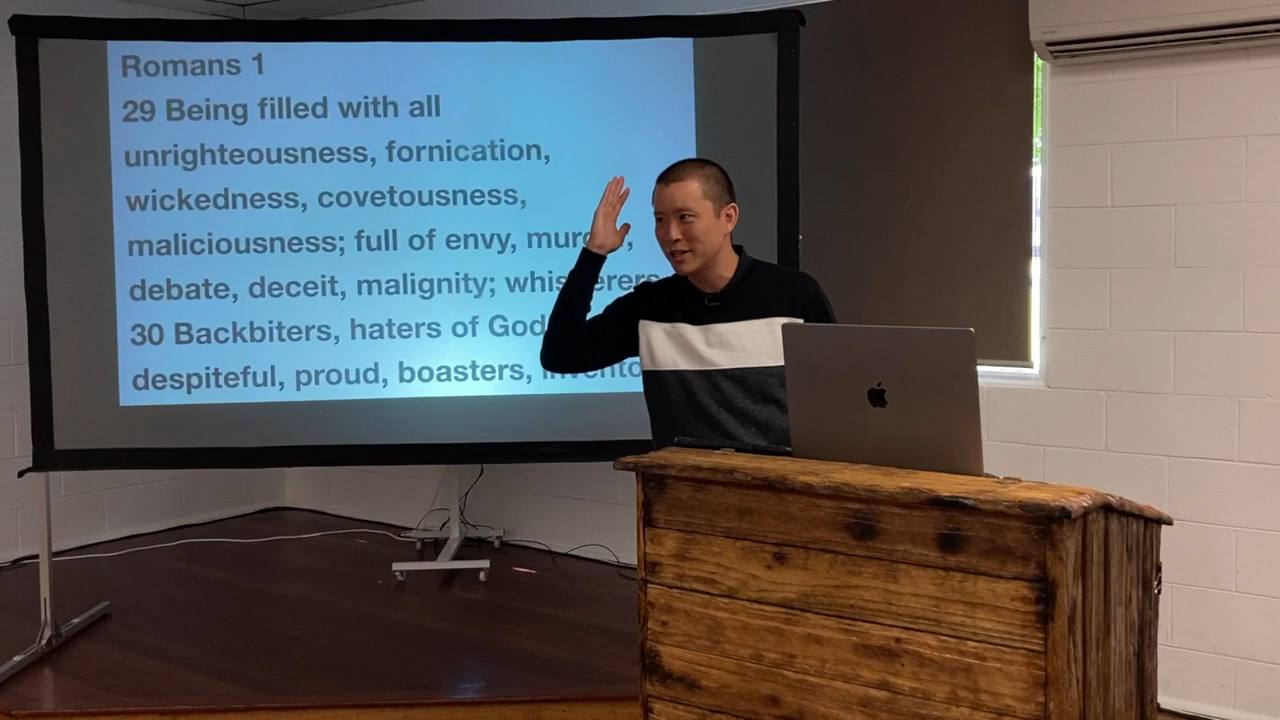 Romans 1
29 Being filled with all
unrighteousness, fornication,
wickedness, covetousness,
maliciousness; full of envy,
debate, deceit, malignity;
30 Backbiters, haters of God
despiteful, proud, boasters,